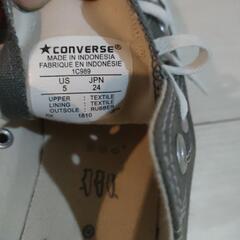 ★CONVERSE®
MADE IN INDONESIA
FABRIQUE EN INDONESIE
1C989
US JPN
5 24
UPPER : TEXTILE
LINING : TEXTILE
OUTSOLE : RUBBER
1810